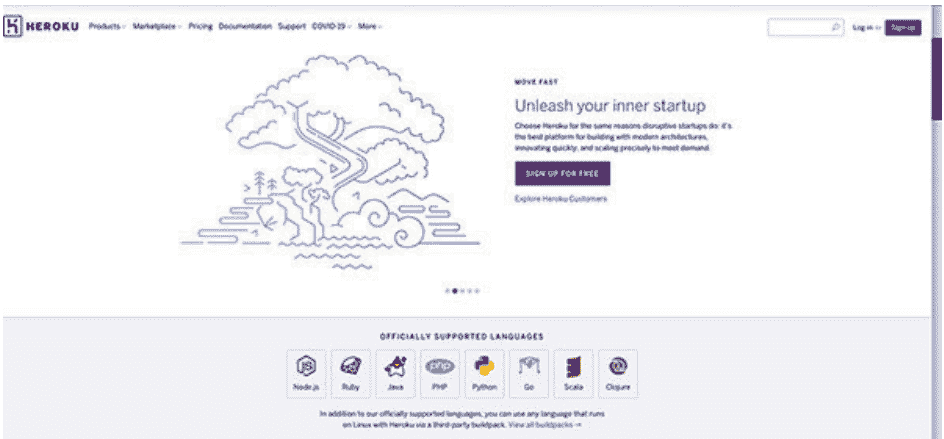 HEROKU Products Marketplace Pricing Documentation Support COVID-19 More Log in or Sign up
MOVE FAST
Unleash your inner startup
Choose Heroku for the same reasons disruptive startups do: it's
the best platform for building with modern architectures,
innovating quickly, and scaling precisely to meet demand.
SIGN UP FOR FREE
Explore Heroku Customers
OFFICIALLY SUPPORTED LANGUAGES
JS php
Node.js Ruby Java PHP Python Go Scala Clojure
In addition to our officially supported languages, you can use any language that runs
on Linux with Heroku via a third-party buildpack. View all buildpacks →